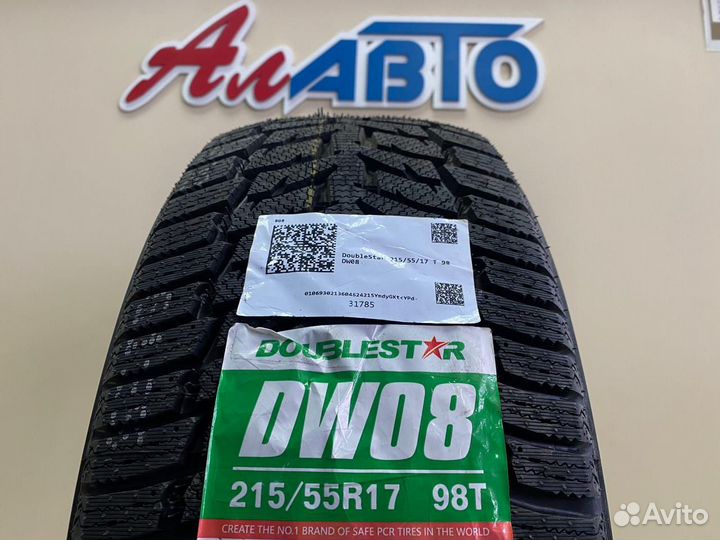 АлАВТО
DoubleStar 215/55/17 T 98
DW08
31785
DOUBLESTAR
DW08
215/55R17 98T
CREATE THE NO.1 BRAND OF SAFE PCR TIRES IN THE WORLD
Avito